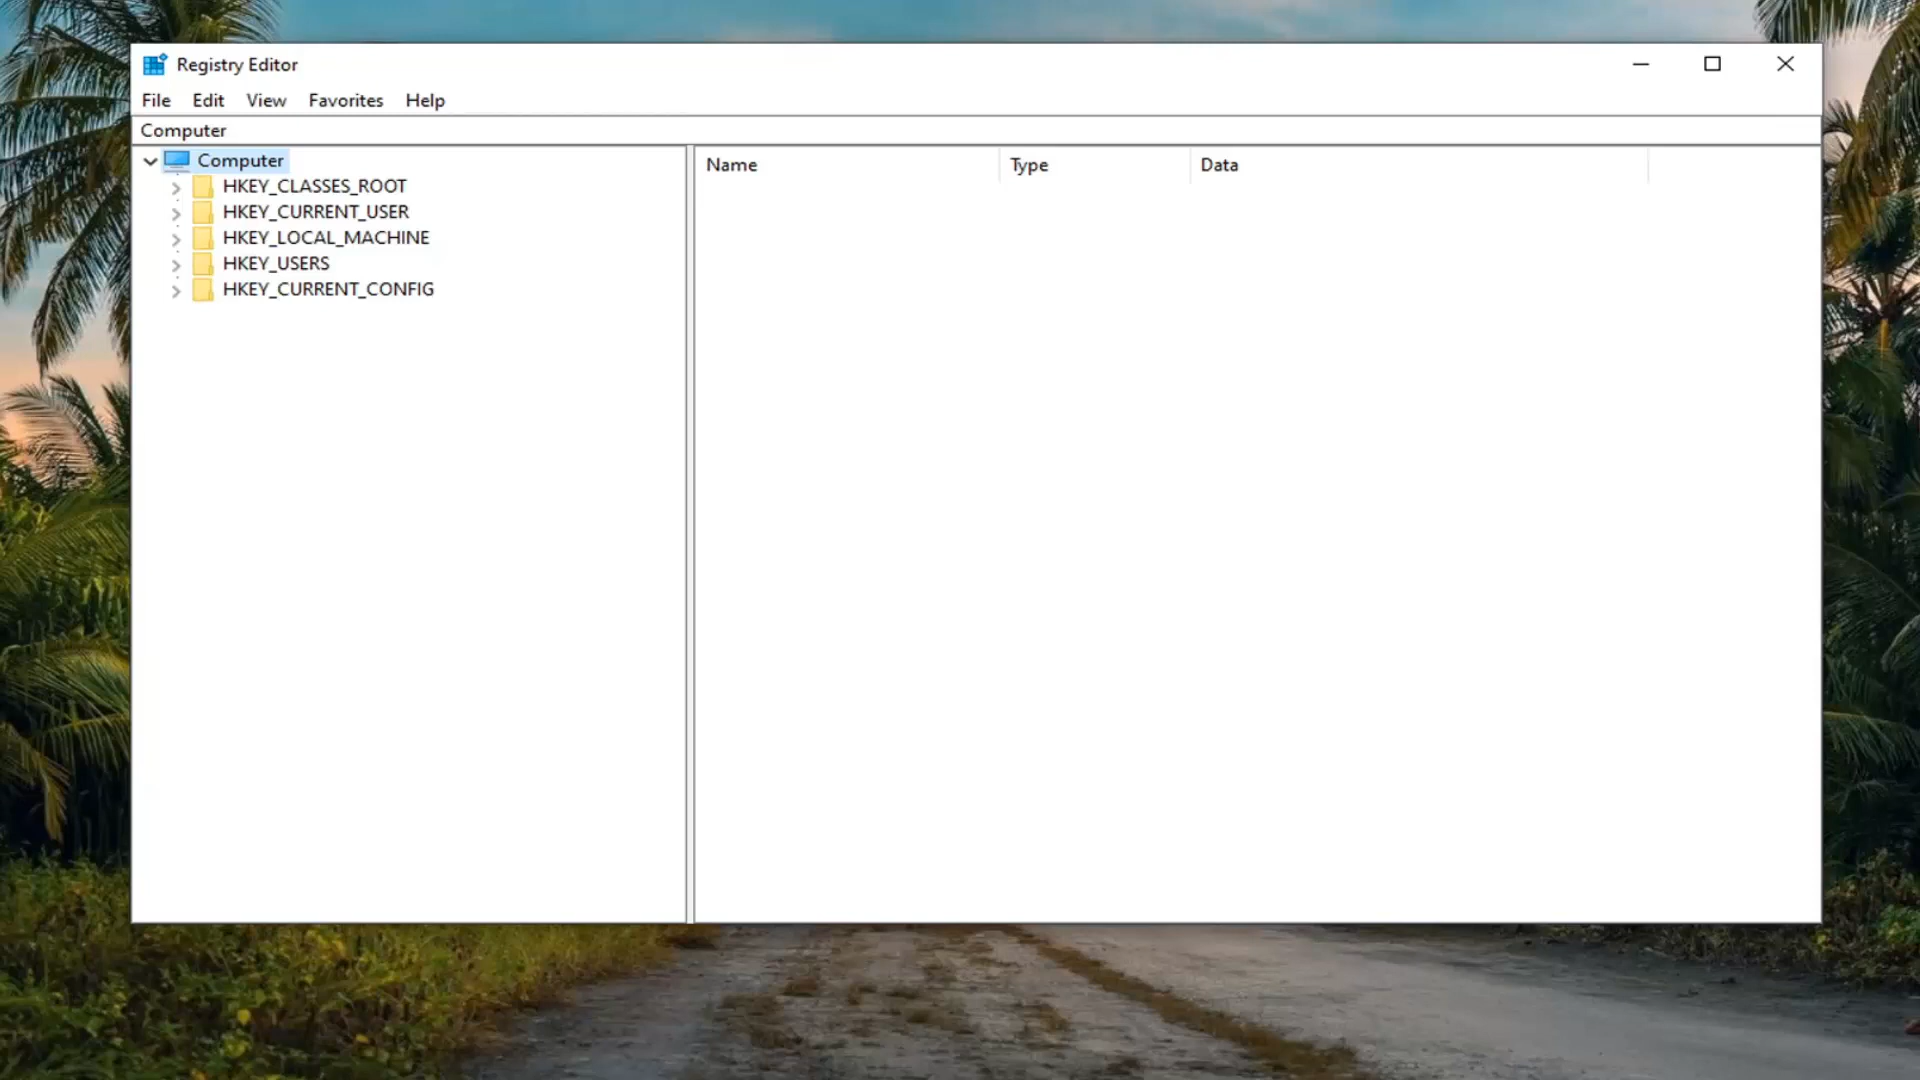 Registry Editor
File Edit View Favorites Help
Computer
Computer
HKEY_CLASSES_ROOT
HKEY_CURRENT_USER
HKEY_LOCAL_MACHINE
HKEY_USERS
HKEY_CURRENT_CONFIG
Name Type Data